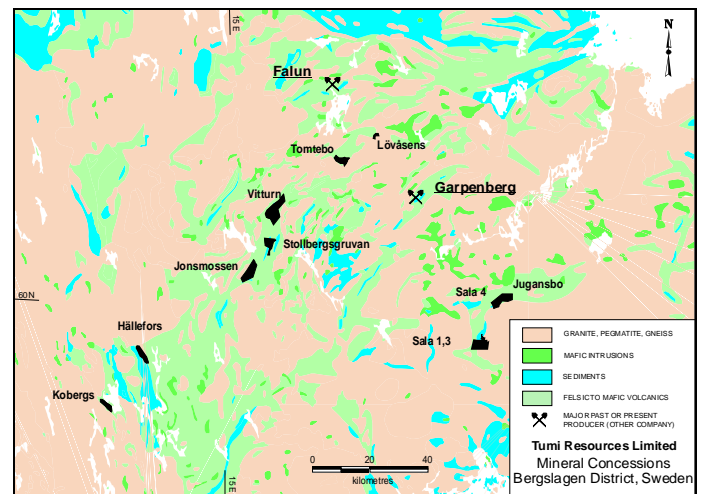 15 E
N
Falun
Lövåsens
Tomtebo
Garpenberg
Vitturn
Stollbergsgruvan
Jonsmossen
Jugansbo
Sala 4
60N
Hällefors
Sala 1,3
Kobergs
GRANITE, PEGMATITE, GNEISS
MAFIC INTRUSIONS
SEDIMENTS
FELSIC TO MAFIC VOLCANICS
MAJOR PAST OR PRESENT
PRODUCER (OTHER COMPANY)
Tumi Resources Limited
Mineral Concessions
Bergslagen District, Sweden
0 20 40
kilometres
15 E